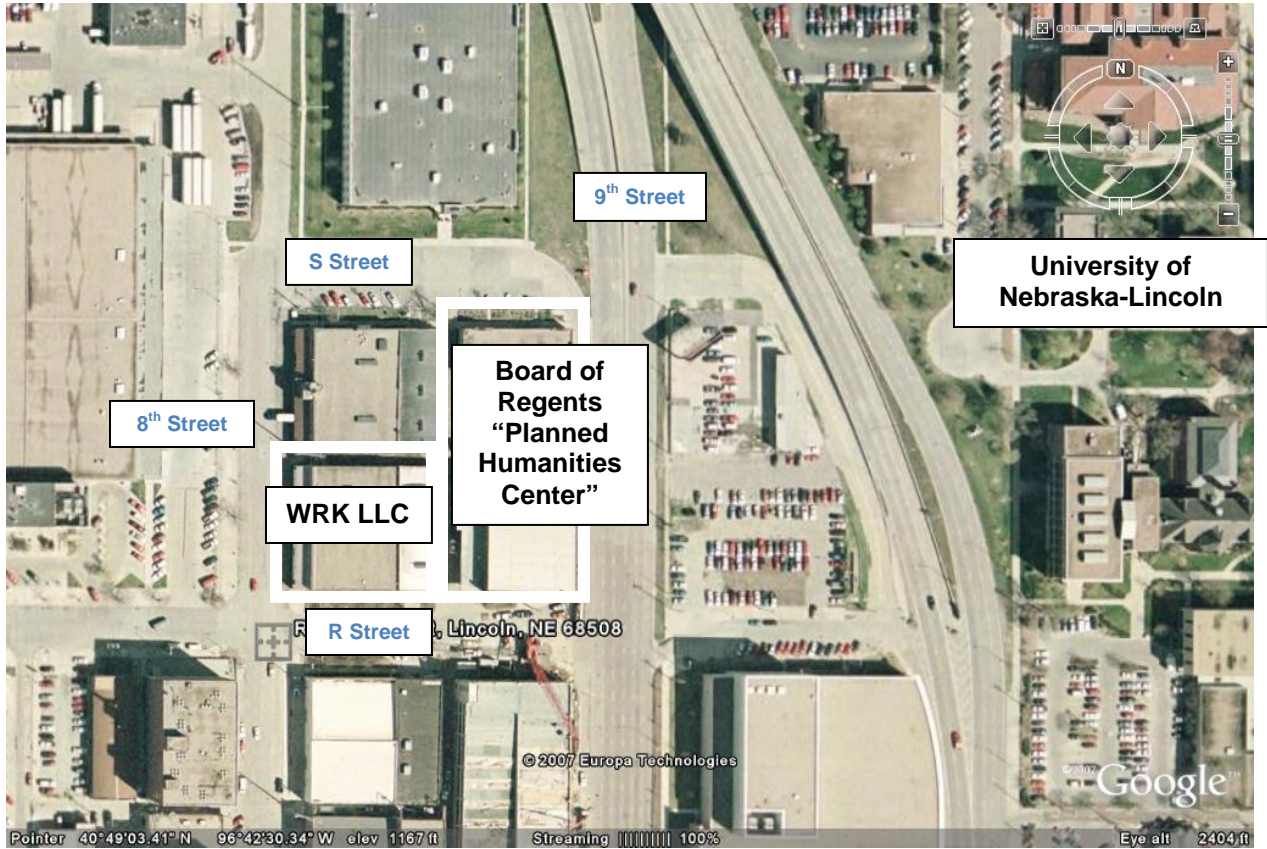 N
9th Street
S Street
University of
Nebraska-Lincoln
Board of
Regents
“Planned
Humanities
Center”
8th Street
WRK LLC
R Street
, Lincoln, NE 68508
© 2007 Europa Technologies
Google™
Pointer 40°49'03.41" N 96°42'30.34" W elev 1167 ft
Streaming |||||||||| 100%
Eye alt 2404 ft